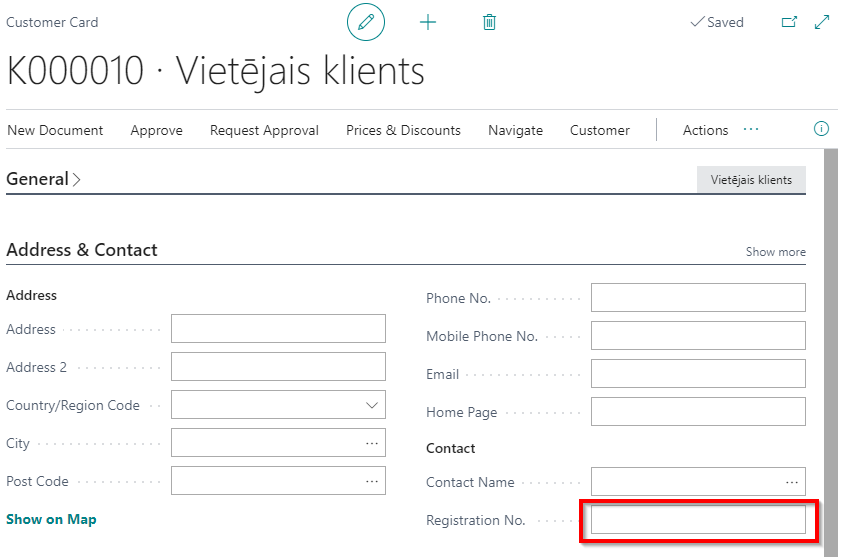 Customer Card
Saved
K000010 · Vietējais klients
New Document Approve Request Approval Prices & Discounts Navigate Customer Actions ···
General
Vietējais klients
Address & Contact
Show more
Address
Address
Address 2
Country/Region Code
City
Post Code
Show on Map
Phone No.
Mobile Phone No.
Email
Home Page
Contact
Contact Name
Registration No.